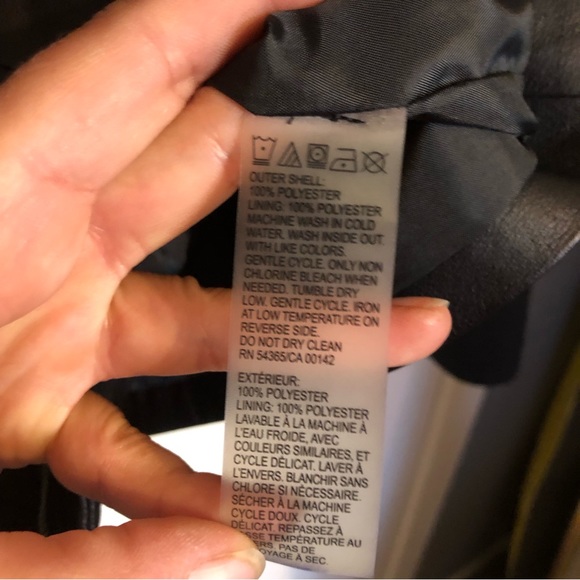 OUTER SHELL:
100% POLYESTER
LINING: 100% POLYESTER
MACHINE WASH IN COLD
WATER, WASH INSIDE OUT
WITH LIKE COLORS.
GENTLE CYCLE. ONLY NON
CHLORINE BLEACH WHEN
NEEDED. TUMBLE DRY
LOW. GENTLE CYCLE. IRON
AT LOW TEMPERATURE ON
REVERSE SIDE.
DO NOT DRY CLEAN
RN 54365/CA 00142
EXTÉRIEUR:
100% POLYESTER
LINING: 100% POLYESTER
LAVABLE À LA MACHINE À
L'EAU FROIDE, AVEC
COULEURS SIMILAIRES, ET
CYCLE DÉLICAT. LAVER À
L'ENVERS. BLANCHIR SANS
CHLORE SI NÉCESSAIRE.
SÉCHER À LA MACHINE
CYCLE DOUX. CYCLE
DÉLICAT. REPASSEZ À
SSE TEMPÉRATURE AU
ERS. PAS DE
OYAGE À SEC.